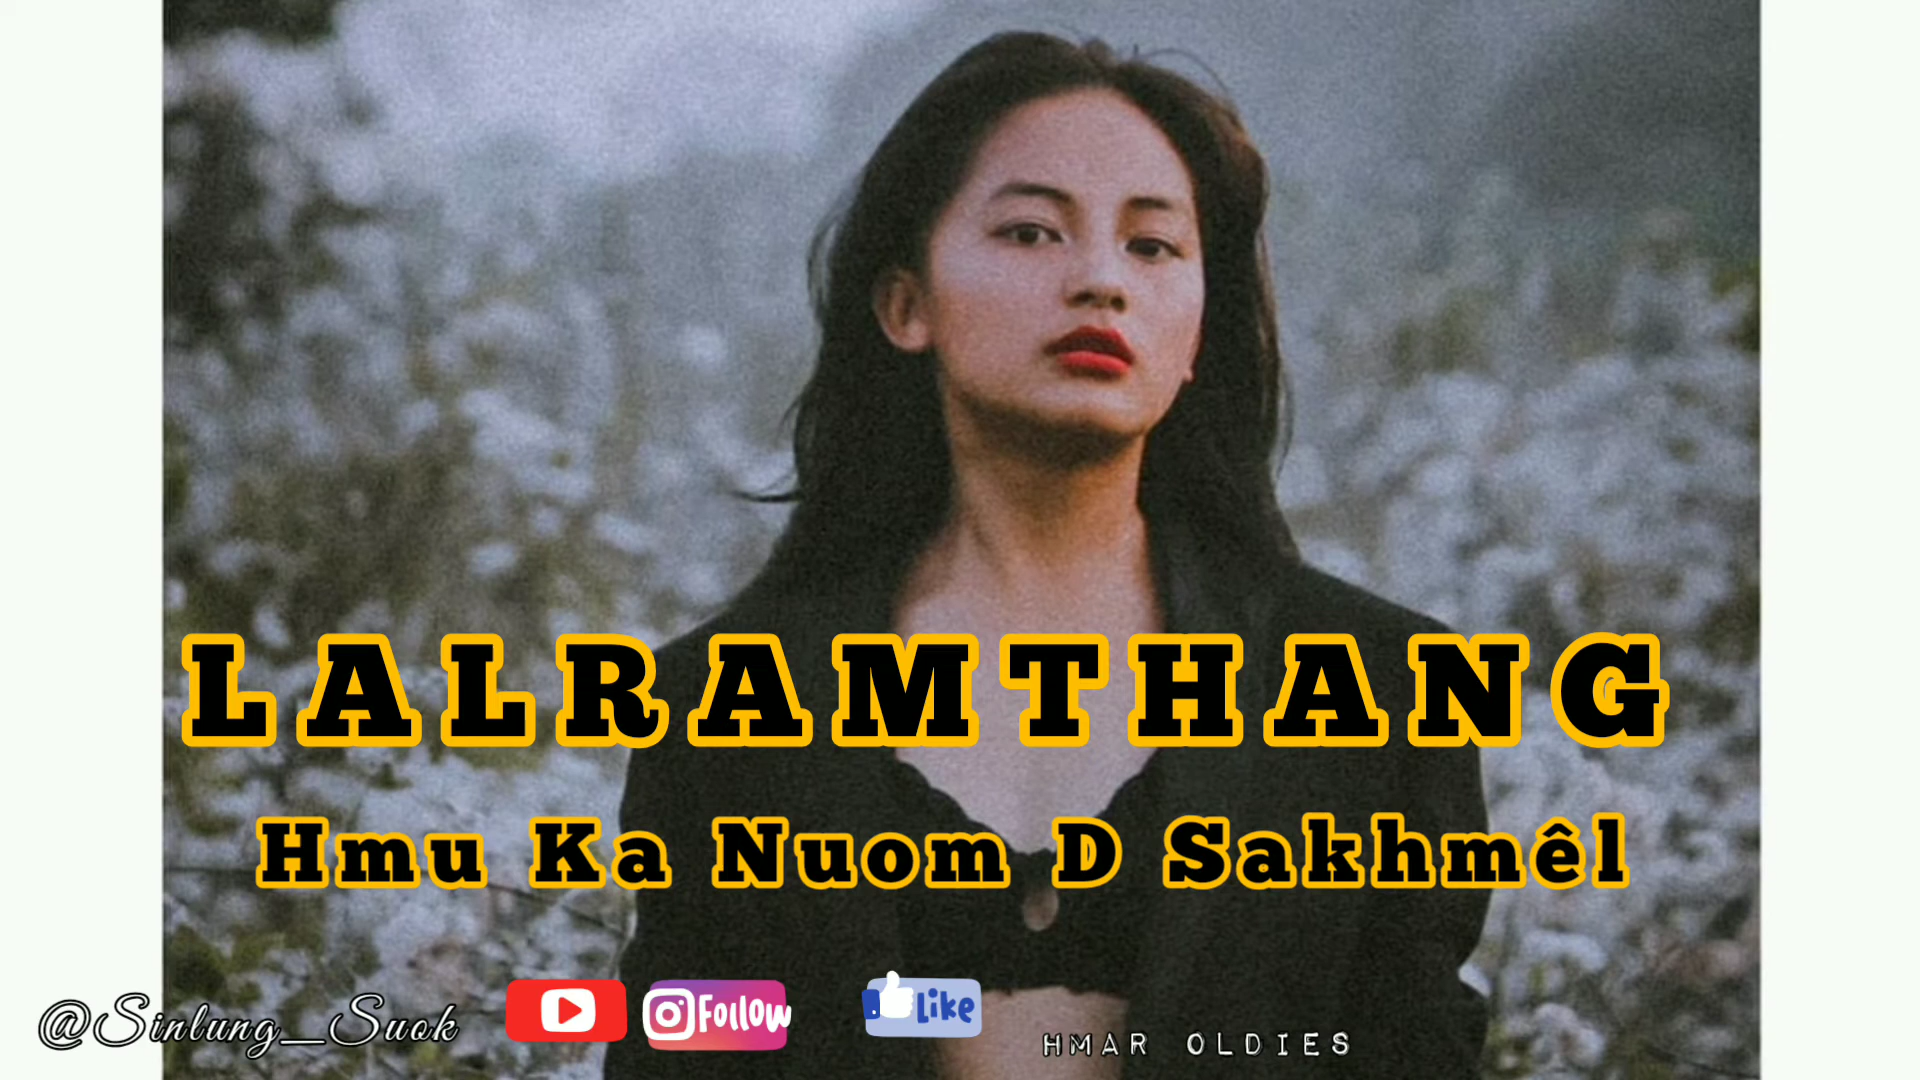 LALRAMTHANG
Hmu Ka Nuom D Sakhmêl
@Sinlung_Suok
Follow
Like
HMAR OLDIES